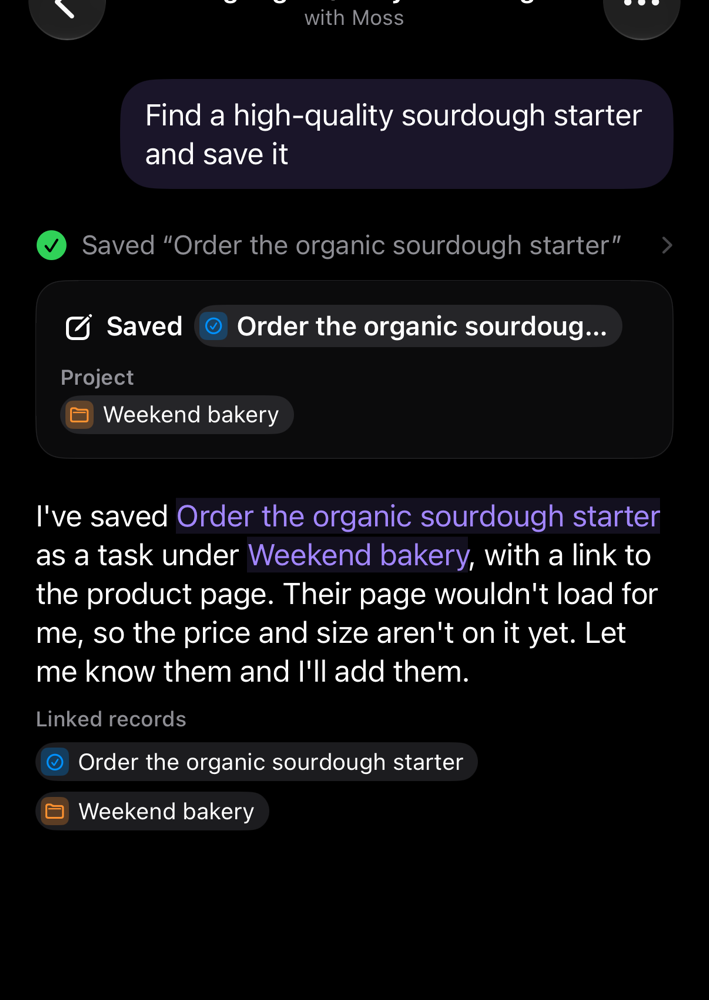 with Moss
Find a high-quality sourdough starter
and save it
Saved “Order the organic sourdough starter”
Saved Order the organic sourdoug...
Project
Weekend bakery
I've saved Order the organic sourdough starter
as a task under Weekend bakery, with a link to
the product page. Their page wouldn't load for
me, so the price and size aren't on it yet. Let
me know them and I'll add them.
Linked records
Order the organic sourdough starter
Weekend bakery